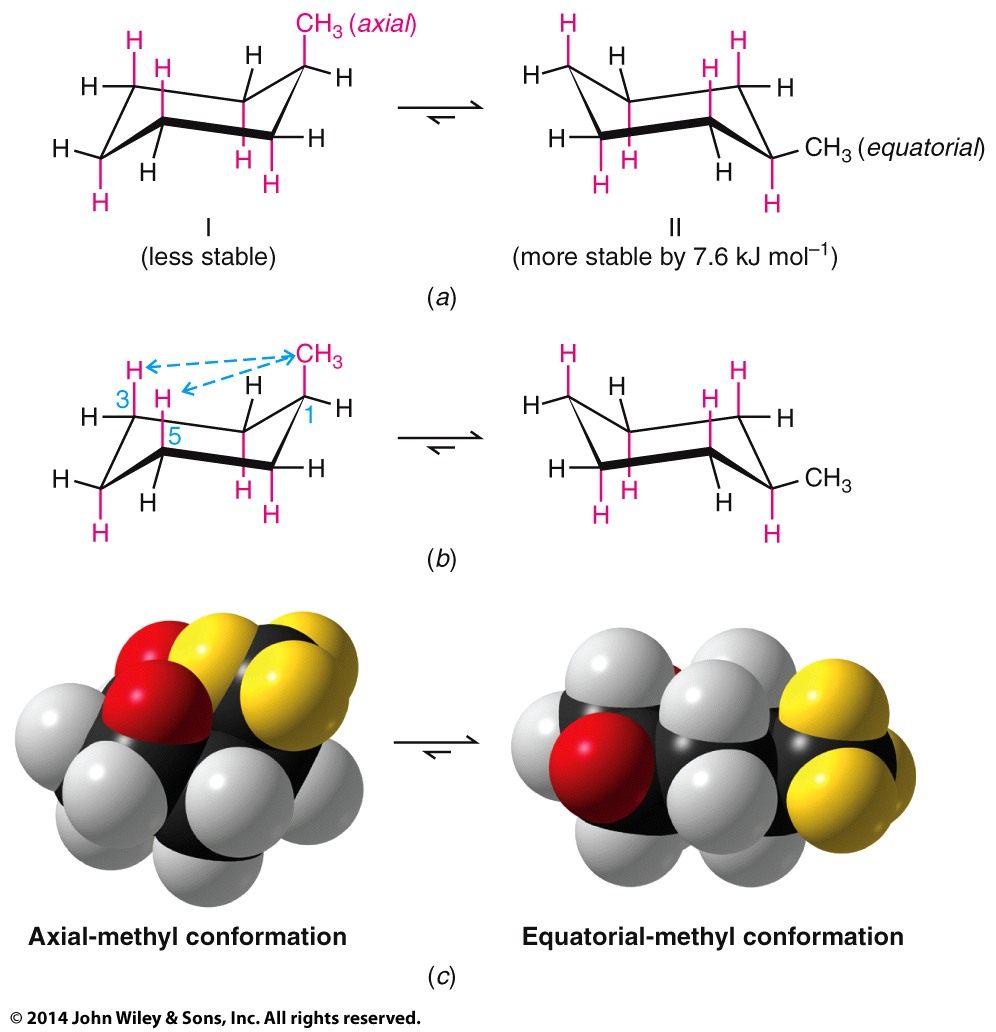 CH₃ (axial)
H H H H
H
H H
H H H
H H
I
(less stable)
H H H H
H H
H H H
CH₃ (equatorial)
H H H
II
(more stable by 7.6 kJ mol⁻¹)
(a)
H CH₃
H H H
3 1
H 5
H H
H H H
H H
H H H H
H H
H H H
CH₃
H H H
(b)
Axial-methyl conformation
Equatorial-methyl conformation
(c)
© 2014 John Wiley & Sons, Inc. All rights reserved.